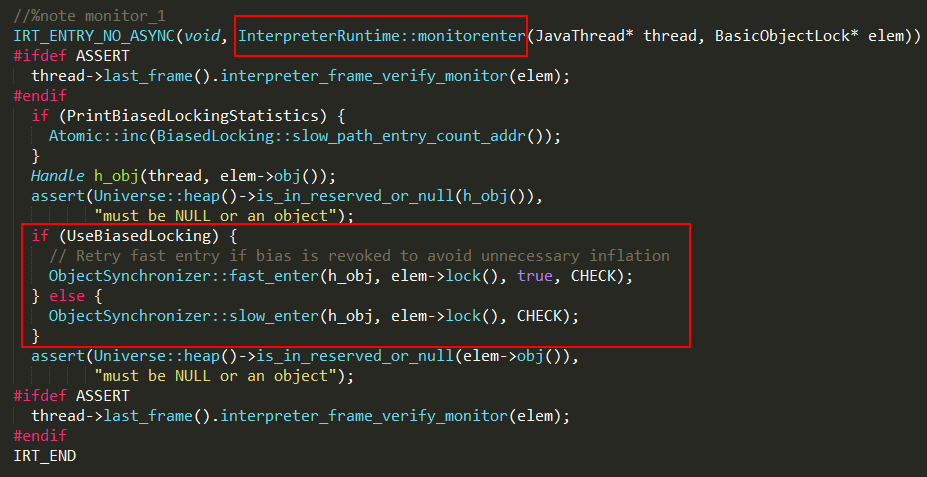 //%note monitor_1
IRT_ENTRY_NO_ASYNC(void, InterpreterRuntime::monitorenter(JavaThread* thread, BasicObjectLock* elem))
#ifdef ASSERT
  thread->last_frame().interpreter_frame_verify_monitor(elem);
#endif
  if (PrintBiasedLockingStatistics) {
    Atomic::inc(BiasedLocking::slow_path_entry_count_addr());
  }
  Handle h_obj(thread, elem->obj());
  assert(Universe::heap()->is_in_reserved_or_null(h_obj()),
         "must be NULL or an object");
  if (UseBiasedLocking) {
    // Retry fast entry if bias is revoked to avoid unnecessary inflation
    ObjectSynchronizer::fast_enter(h_obj, elem->lock(), true, CHECK);
  } else {
    ObjectSynchronizer::slow_enter(h_obj, elem->lock(), CHECK);
  }
  assert(Universe::heap()->is_in_reserved_or_null(elem->obj()),
         "must be NULL or an object");
#ifdef ASSERT
  thread->last_frame().interpreter_frame_verify_monitor(elem);
#endif
IRT_END